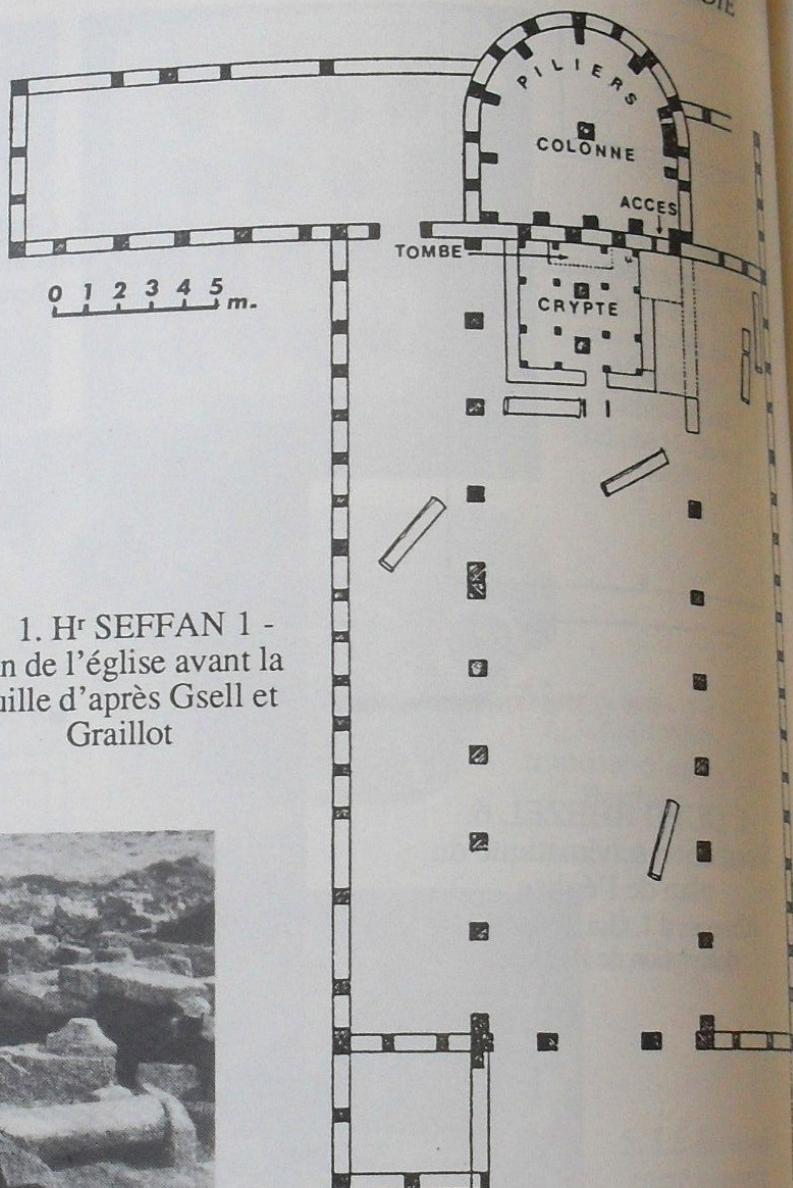 PILIERS
COLONNE
ACCES
TOMBE
CRYPTE
0 1 2 3 4 5 m.
1. Hʳ SEFFAN 1 -
de l'église avant la
d'après Gsell et
Graillot